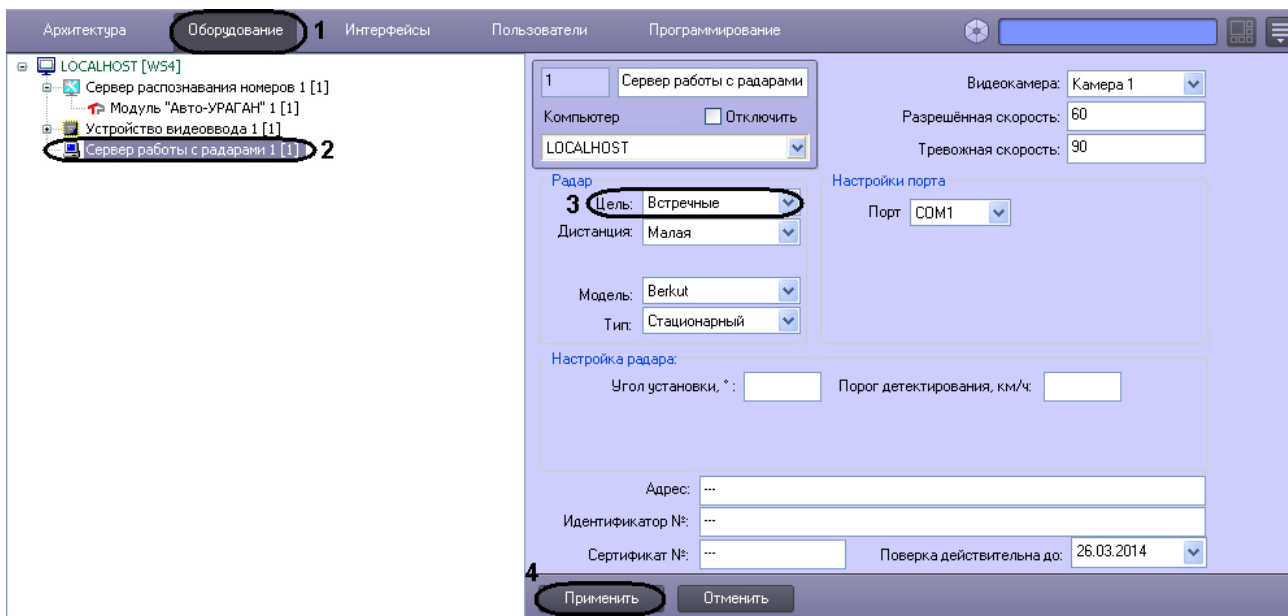 Архитектура Оборудование 1 Интерфейсы Пользователи Программирование
LOCALHOST [WS4]
Сервер распознавания номеров 1 [1]
Модуль "Авто-УРАГАН" 1 [1]
Устройство видеоввода 1 [1]
Сервер работы с радарами 1 [1] 2
1 Сервер работы с радарами
Компьютер Отключить
LOCALHOST
Видеокамера: Камера 1
Разрешённая скорость: 60
Тревожная скорость: 90
Радар
3 Цель: Встречные
Дистанция: Малая
Модель: Berkut
Тип: Стационарный
Настройки порта
Порт COM1
Настройка радара:
Угол установки, ° : Порог детектирования, км/ч:
Адрес: ---
Идентификатор №: ---
Сертификат №: --- Поверка действительна до: 26.03.2014
4
Применить Отменить